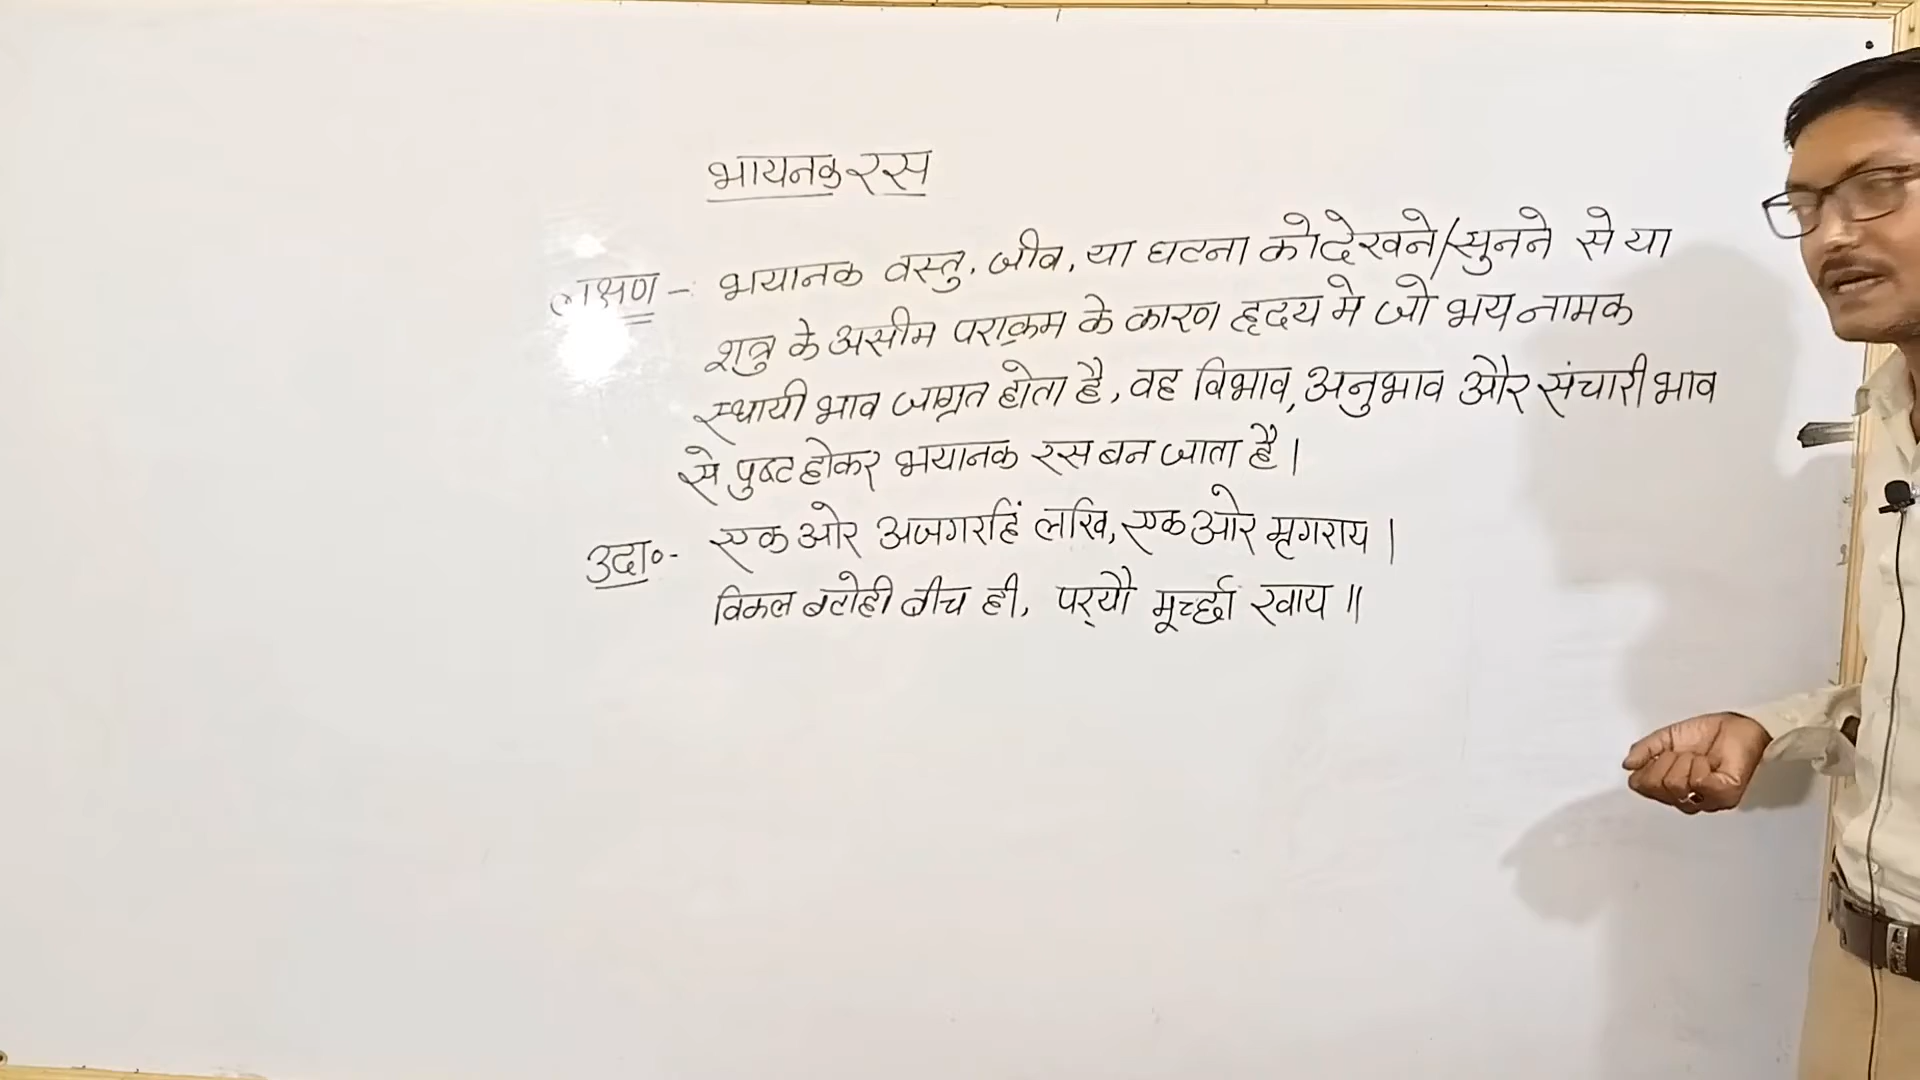 भायनक रस
लक्षण - भयानक वस्तु, जीव, या घटना को देखने/सुनने से या
शत्रु के असीम पराक्रम के कारण हृदय मे जो भय नामक
स्थायी भाव जाग्रत होता है, वह विभाव, अनुभाव और संचारी भाव
से पुष्ट होकर भयानक रस बन जाता है।
उदा०- एक ओर अजगरहिं लखि, एक ओर मृगराय।
विकल बटोही बीच ही, पर्‌यौ मूर्च्छा खाय॥